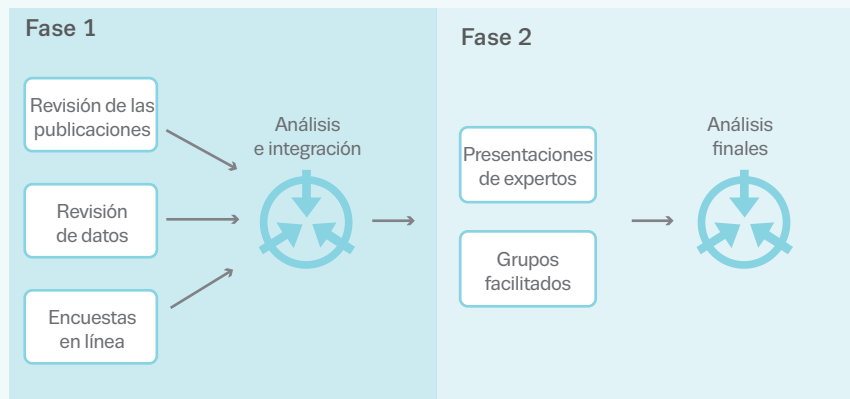 Fase 1
Revisión de las
publicaciones
Revisión
de datos
Encuestas
en línea
Análisis
e integración
Fase 2
Presentaciones
de expertos
Grupos
facilitados
Análisis
finales